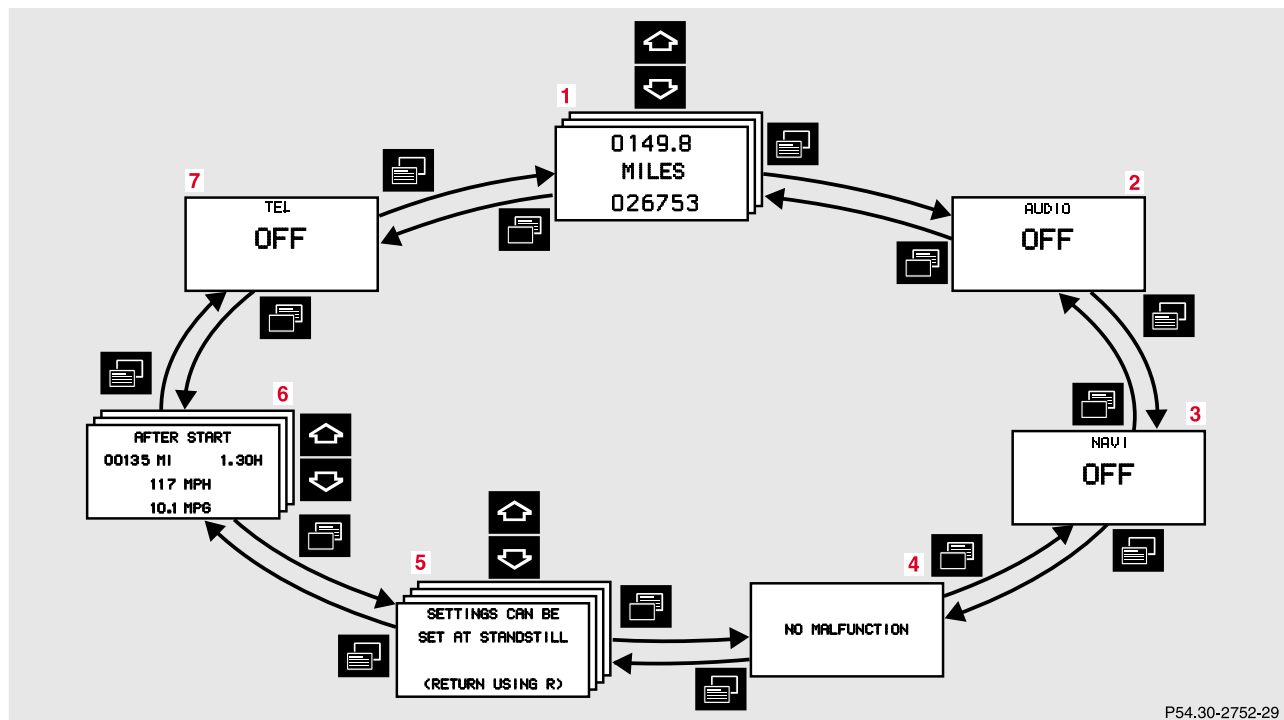 1
0149.8
MILES
026753
7
TEL
OFF
2
AUDIO
OFF
6
AFTER START
00135 MI 1.30H
117 MPH
10.1 MPG
3
NAVI
OFF
5
SETTINGS CAN BE
SET AT STANDSTILL
(RETURN USING R)
4
NO MALFUNCTION
P54.30-2752-29